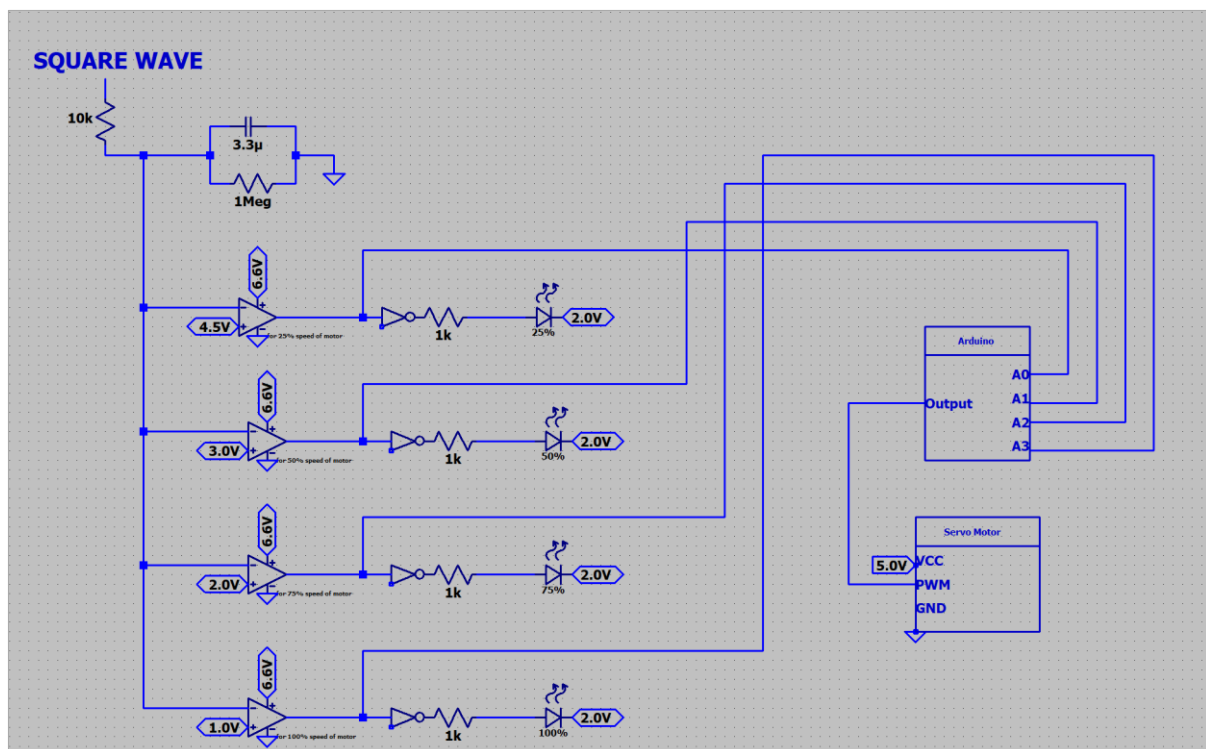 SQUARE WAVE
10k
3.3µ
1Meg
6.6V
4.5V
for 25% speed of motor
1k
25%
2.0V
6.6V
3.0V
for 50% speed of motor
1k
50%
2.0V
6.6V
2.0V
for 75% speed of motor
1k
75%
2.0V
6.6V
1.0V
for 100% speed of motor
1k
100%
2.0V
Arduino
A0
Output
A1
A2
A3
Servo Motor
5.0V
VCC
PWM
GND